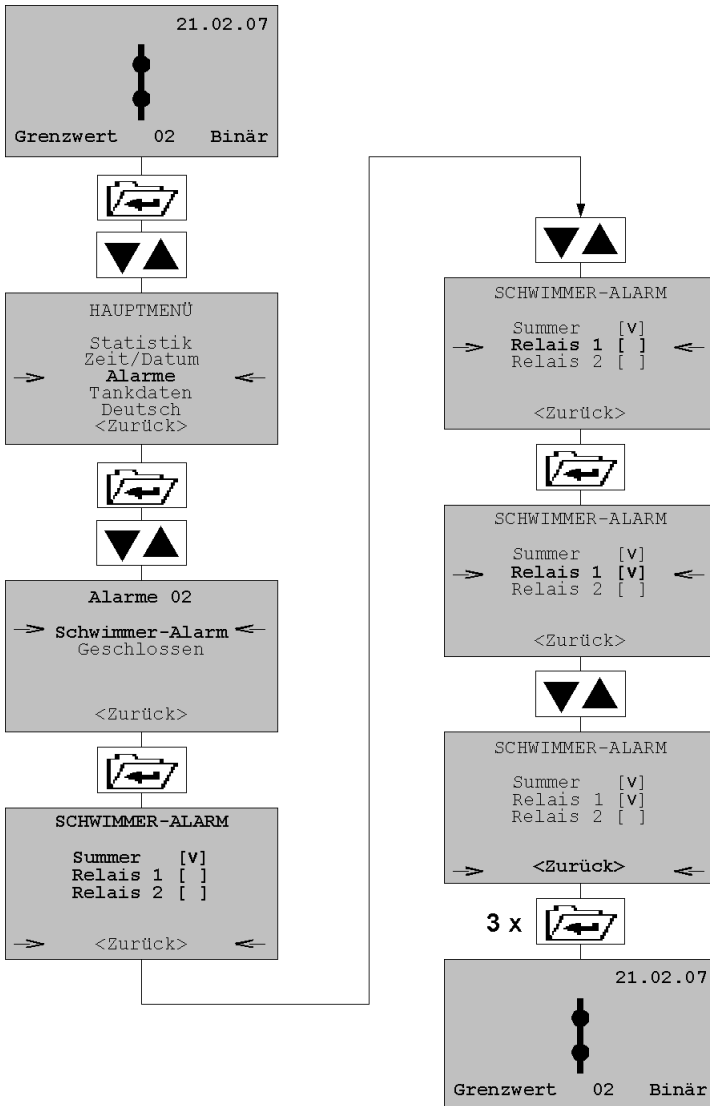 21.02.07
Grenzwert 02 Binär
HAUPTMENÜ
Statistik
Zeit/Datum
Alarme
Tankdaten
Deutsch
<Zurück>
Alarme 02
Schwimmer-Alarm
Geschlossen
<Zurück>
SCHWIMMER-ALARM
Summer [V]
Relais 1 [ ]
Relais 2 [ ]
<Zurück>
SCHWIMMER-ALARM
Summer [V]
Relais 1 [ ]
Relais 2 [ ]
<Zurück>
SCHWIMMER-ALARM
Summer [V]
Relais 1 [V]
Relais 2 [ ]
<Zurück>
SCHWIMMER-ALARM
Summer [V]
Relais 1 [V]
Relais 2 [ ]
<Zurück>
3 x
21.02.07
Grenzwert 02 Binär